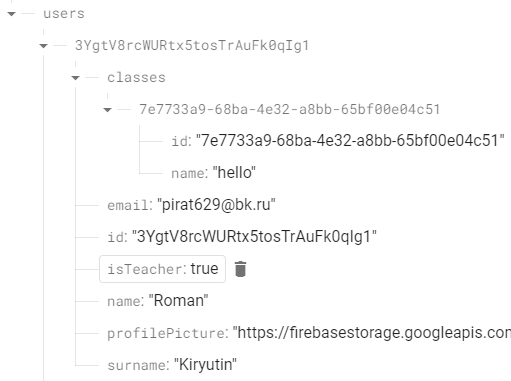 users
3YgtV8rcWURtx5tosTrAuFk0qIg1
classes
7e7733a9-68ba-4e32-a8bb-65bf00e04c51
id: "7e7733a9-68ba-4e32-a8bb-65bf00e04c51"
name: "hello"
email: "pirat629@bk.ru"
id: "3YgtV8rcWURtx5tosTrAuFk0qIg1"
isTeacher: true
name: "Roman"
profilePicture: "https://firebasestorage.googleapis.con
surname: "Kiryutin"